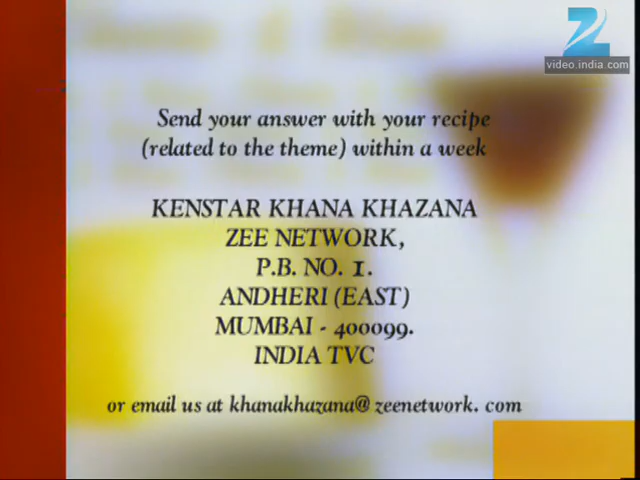 Z
video.india.com
Send your answer with your recipe
(related to the theme) within a week
KENSTAR KHANA KHAZANA
ZEE NETWORK,
P.B. NO. 1.
ANDHERI (EAST)
MUMBAI - 400099.
INDIA TVC
or email us at khanakhazana@ zeenetwork. com